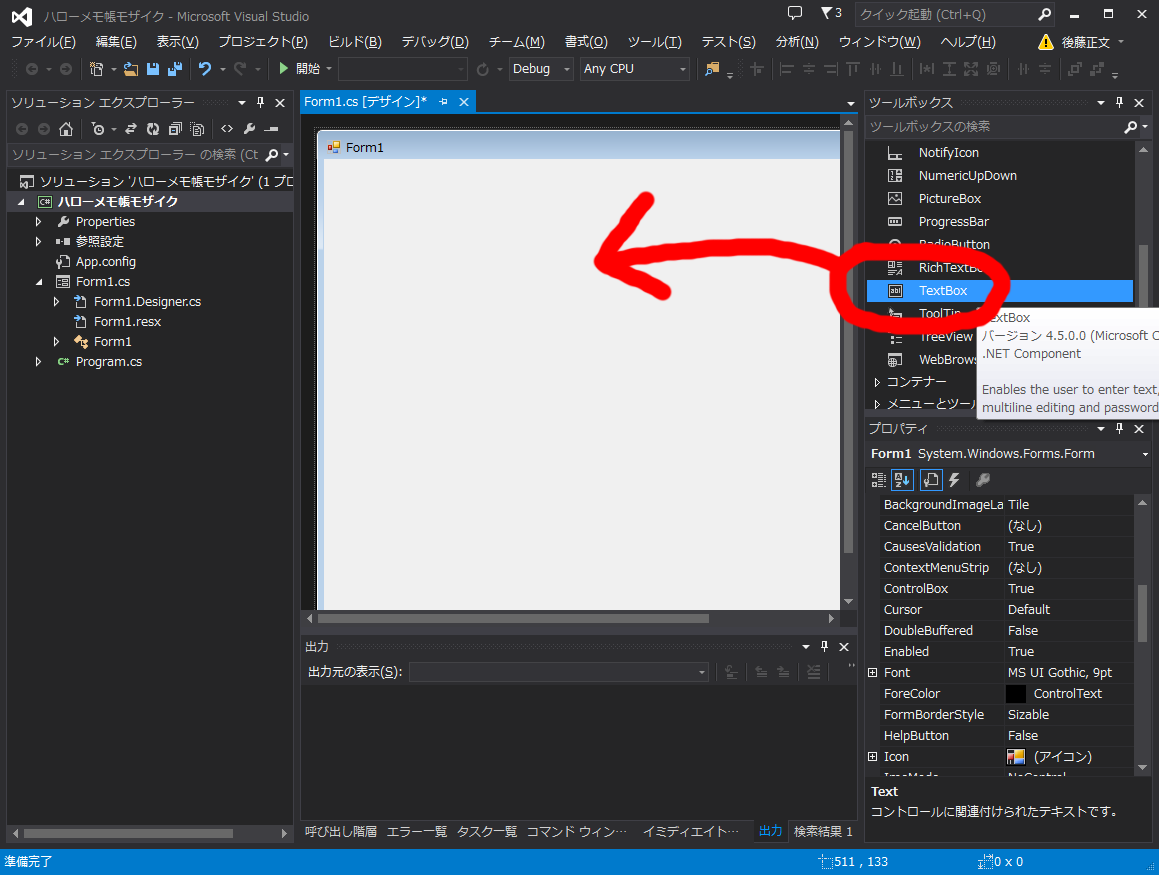 ハローメモ帳モザイク - Microsoft Visual Studio
3
クイック起動 (Ctrl+Q)
ファイル(F) 編集(E) 表示(V) プロジェクト(P) ビルド(B) デバッグ(D) チーム(M) 書式(O) ツール(T) テスト(S) 分析(N) ウィンドウ(W) ヘルプ(H) 後藤正文
開始 Debug Any CPU
ソリューション エクスプローラー
ソリューション エクスプローラー の検索 (Ct
ソリューション 'ハローメモ帳モザイク' (1 プロ
C# ハローメモ帳モザイク
Properties
参照設定
App.config
Form1.cs
Form1.Designer.cs
Form1.resx
Form1
C# Program.cs
Form1.cs [デザイン]*
Form1
出力
出力元の表示(S):
呼び出し階層 エラー一覧 タスク一覧 コマンド ウィン… イミディエイト… 出力 検索結果 1
ツールボックス
ツールボックスの検索
NotifyIcon
NumericUpDown
PictureBox
ProgressBar
RadioButton
RichTextBo
TextBox
ToolTip
TreeView
WebBrows
コンテナー
メニューとツール
TextBox
バージョン 4.5.0.0 (Microsoft C
.NET Component
Enables the user to enter text,
multiline editing and password
プロパティ
Form1 System.Windows.Forms.Form
BackgroundImageLa Tile
CancelButton (なし)
CausesValidation True
ContextMenuStrip (なし)
ControlBox True
Cursor Default
DoubleBuffered False
Enabled True
Font MS UI Gothic, 9pt
ForeColor ControlText
FormBorderStyle Sizable
HelpButton False
Icon (アイコン)
ImeMode NoControl
Text
コントロールに関連付けられたテキストです。
準備完了 511 , 133 0 x 0